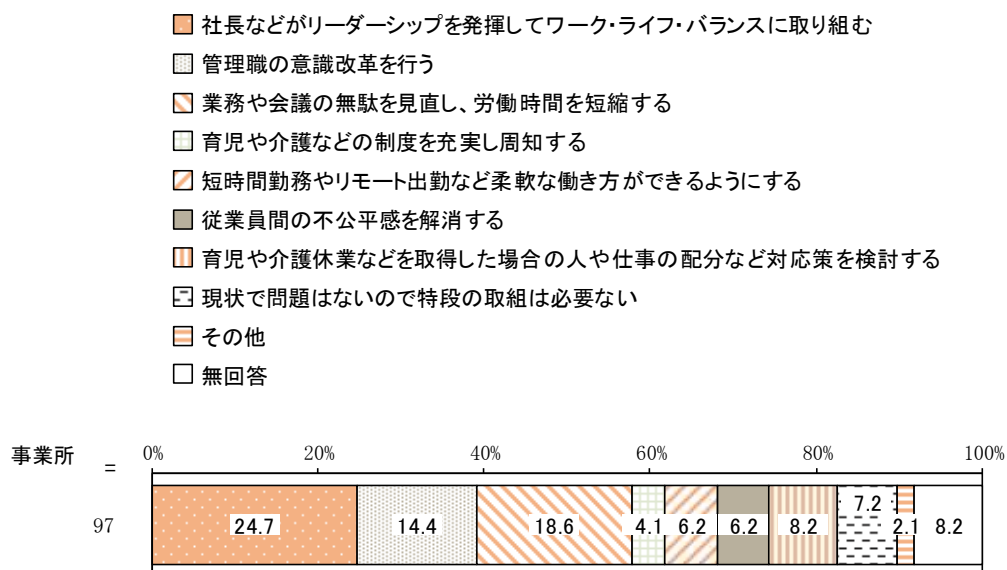 社長などがリーダーシップを発揮してワーク・ライフ・バランスに取り組む
管理職の意識改革を行う
業務や会議の無駄を見直し、労働時間を短縮する
育児や介護などの制度を充実し周知する
短時間勤務やリモート出勤など柔軟な働き方ができるようにする
従業員間の不公平感を解消する
育児や介護休業などを取得した場合の人や仕事の配分など対応策を検討する
現状で問題はないので特段の取組は必要ない
その他
無回答
事業所 = 0% 20% 40% 60% 80% 100%
97 24.7 14.4 18.6 4.1 6.2 6.2 8.2 7.2 2.1 8.2